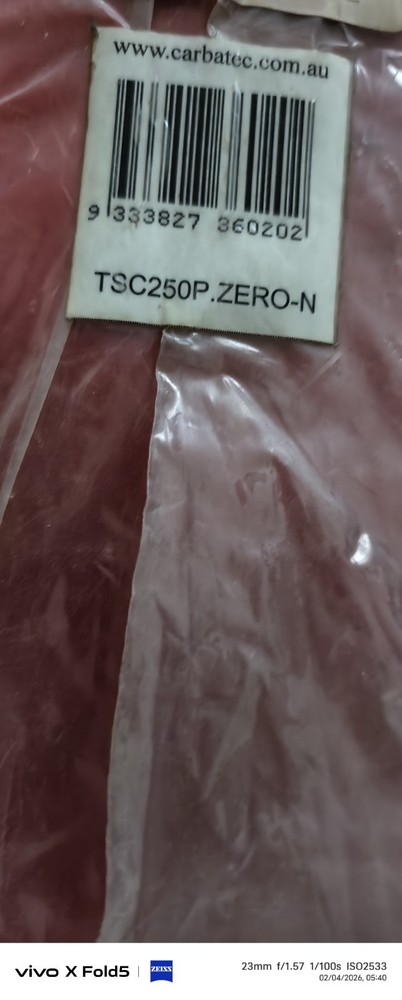 www.carbatec.com.au
9 333827 360202
TSC250P.ZERO-N
vivo X Fold5 | ZEISS
23mm f/1.57 1/100s ISO2533
02/04/2026, 05:40